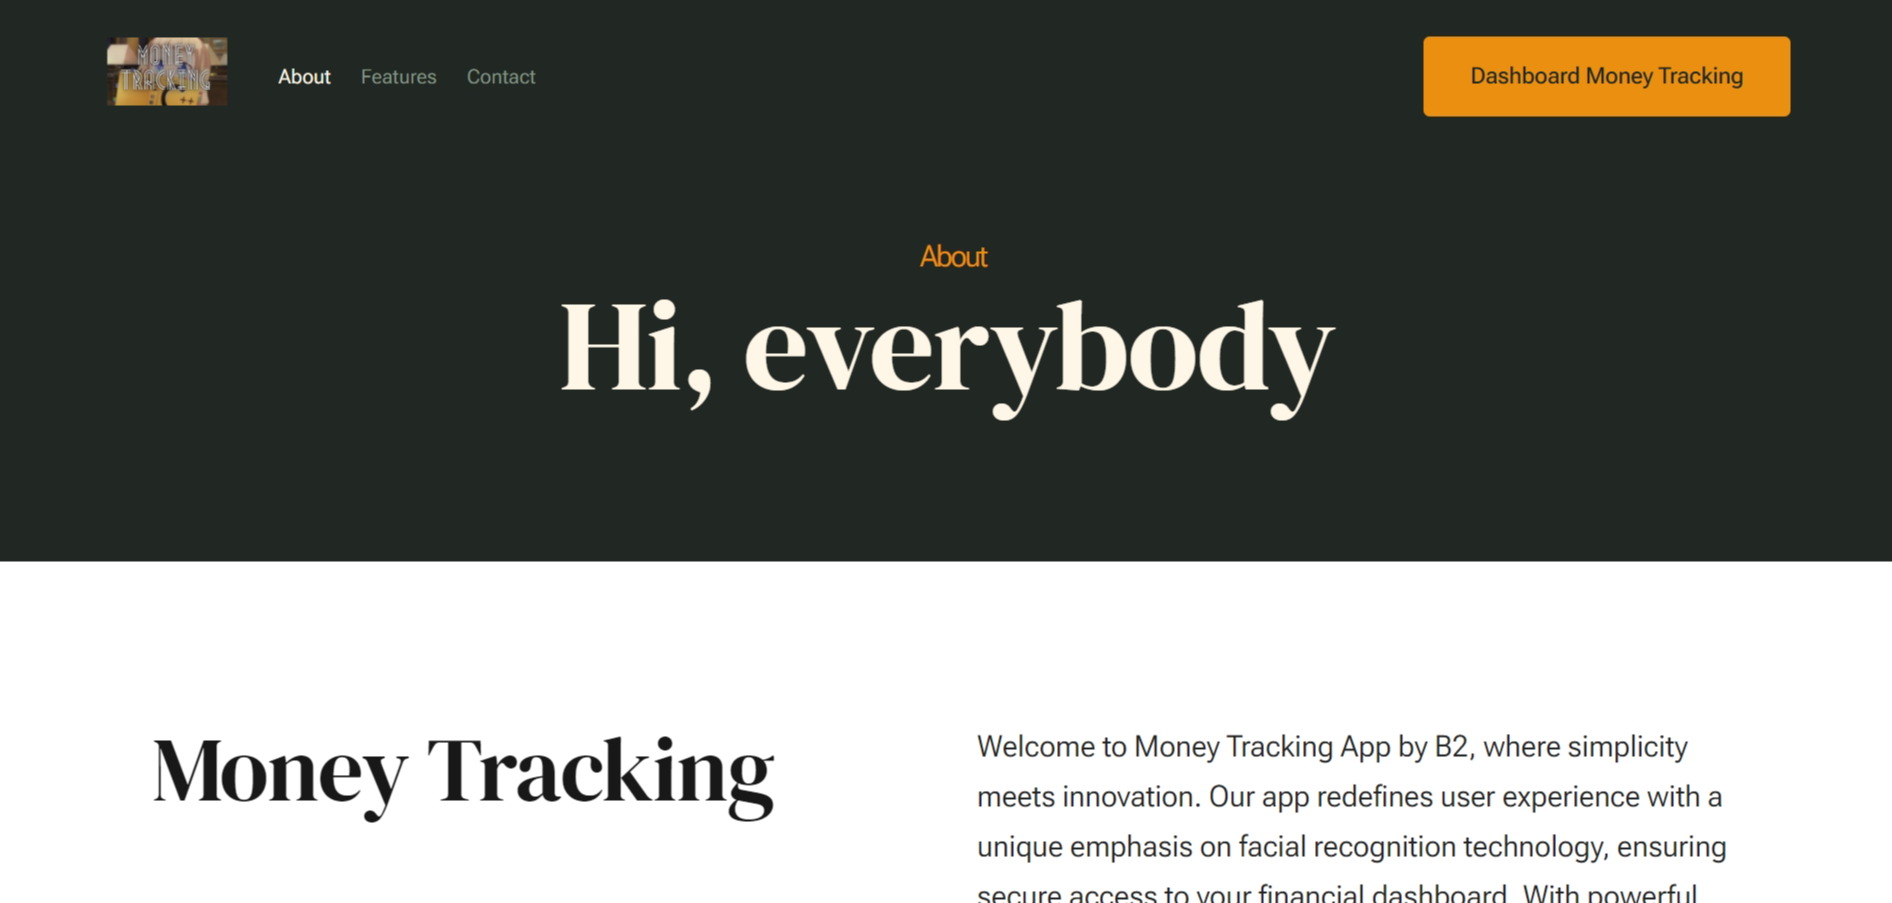 MONEY
TRACKING
About
Features
Contact
Dashboard Money Tracking
About
Hi, everybody
Money Tracking
Welcome to Money Tracking App by B2, where simplicity
meets innovation. Our app redefines user experience with a
unique emphasis on facial recognition technology, ensuring
secure access to your financial dashboard. With powerful